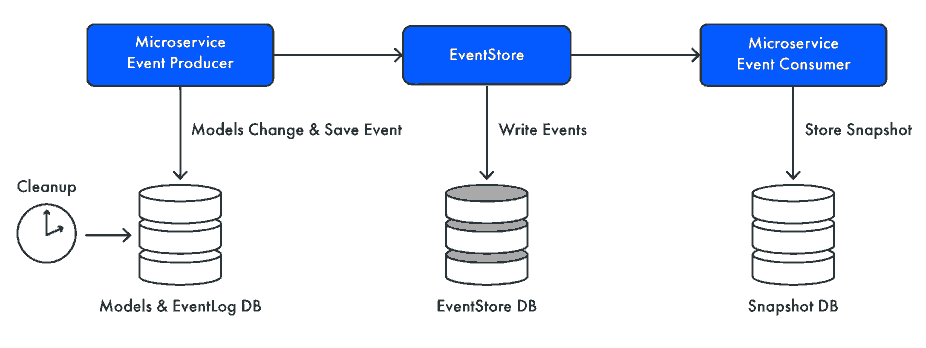 Microservice
Event Producer
EventStore
Microservice
Event Consumer
Models Change & Save Event
Write Events
Store Snapshot
Cleanup
Models & EventLog DB
EventStore DB
Snapshot DB